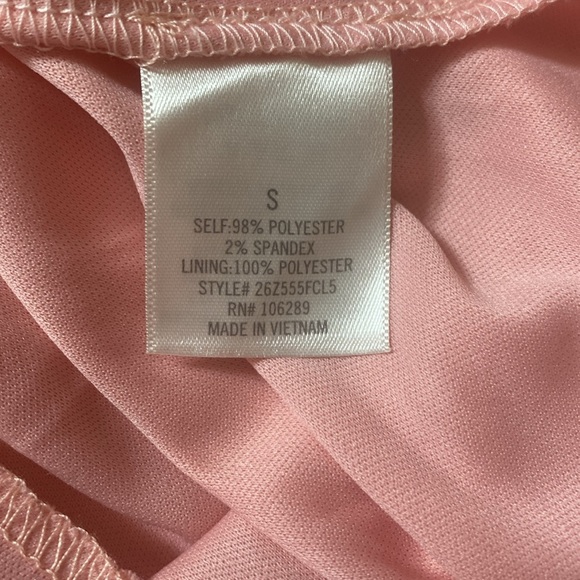 S
SELF:98% POLYESTER
2% SPANDEX
LINING:100% POLYESTER
STYLE# 26Z555FCL5
RN# 106289
MADE IN VIETNAM